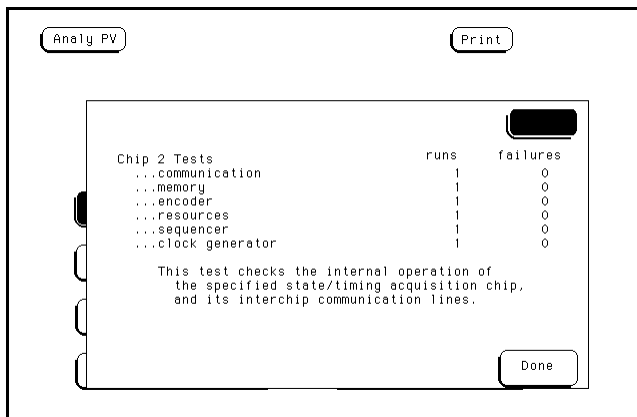 Analy PV Print
Chip 2 Tests runs failures
...communication 1 0
...memory 1 0
...encoder 1 0
...resources 1 0
...sequencer 1 0
...clock generator 1 0
This test checks the internal operation of
the specified state/timing acquisition chip,
and its interchip communication lines.
Done